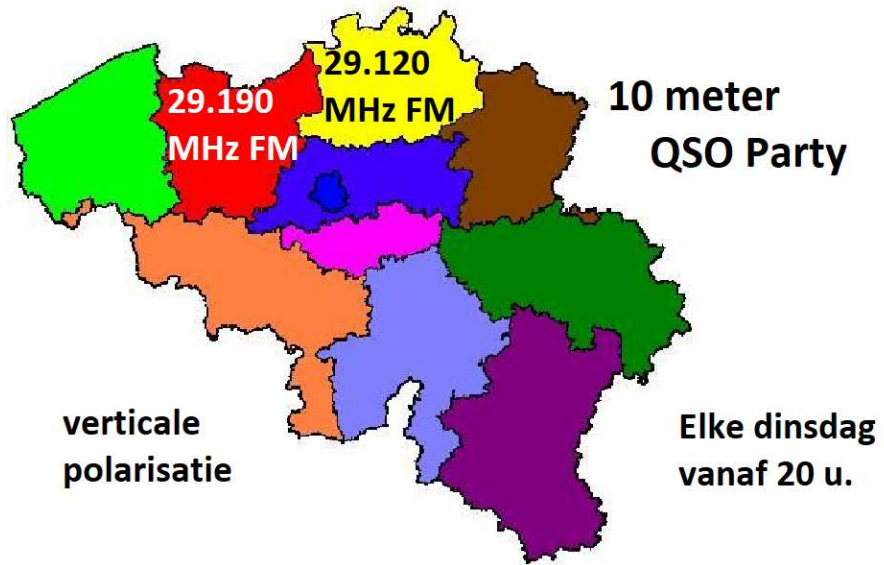 29.190
MHz FM
29.120
MHz FM
10 meter
QSO Party
verticale
polarisatie
Elke dinsdag
vanaf 20 u.